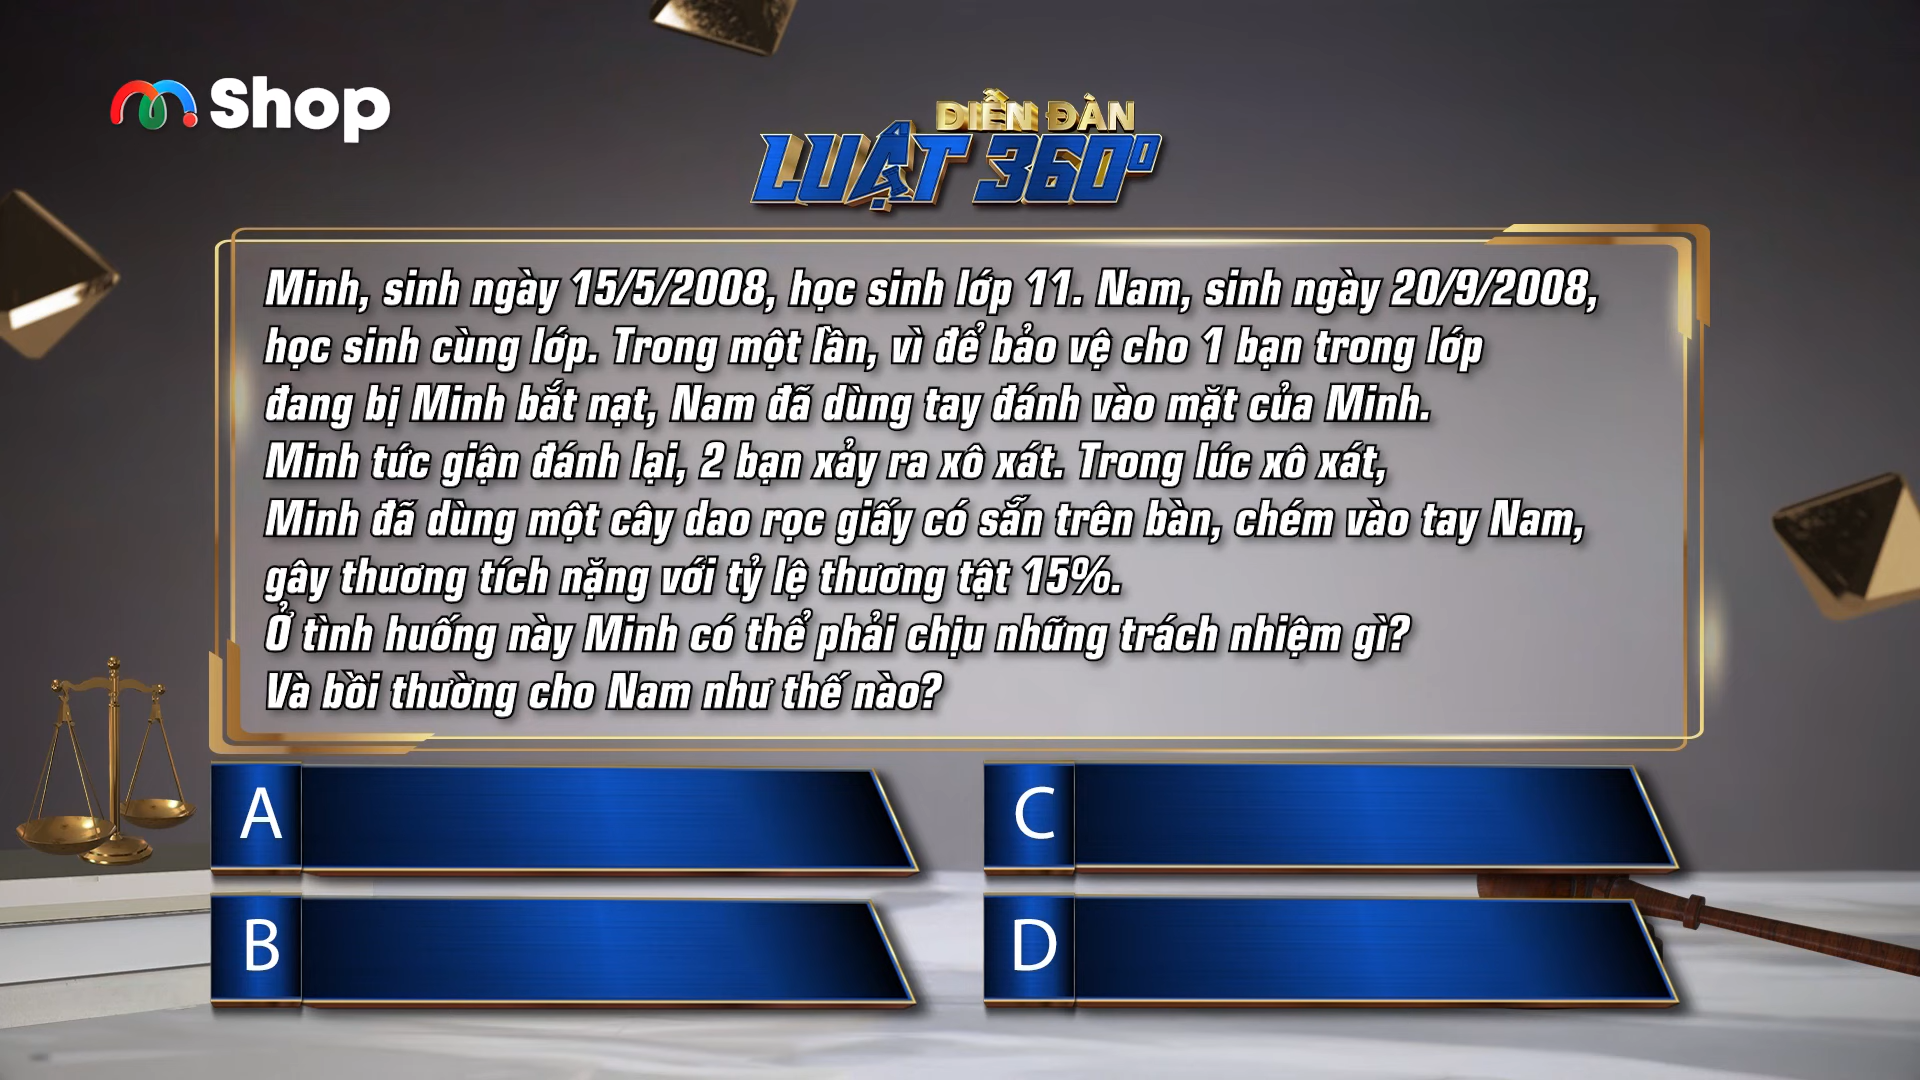 Shop
DIỄN ĐÀN
LUẬT 360⁰
Minh, sinh ngày 15/5/2008, học sinh lớp 11. Nam, sinh ngày 20/9/2008,
học sinh cùng lớp. Trong một lần, vì để bảo vệ cho 1 bạn trong lớp
đang bị Minh bắt nạt, Nam đã dùng tay đánh vào mặt của Minh.
Minh tức giận đánh lại, 2 bạn xảy ra xô xát. Trong lúc xô xát,
Minh đã dùng một cây dao rọc giấy có sẵn trên bàn, chém vào tay Nam,
gây thương tích nặng với tỷ lệ thương tật 15%.
Ở tình huống này Minh có thể phải chịu những trách nhiệm gì?
Và bồi thường cho Nam như thế nào?
A
C
B
D